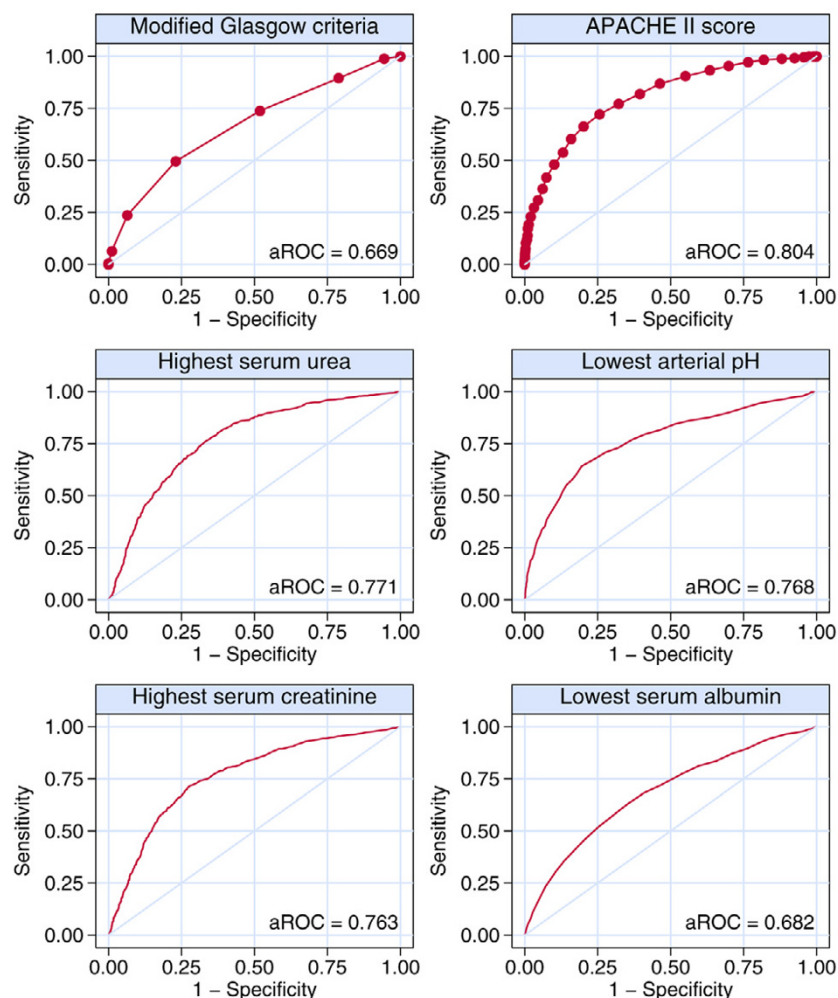 Modified Glasgow criteria
1.00
0.75
0.50
0.25
0.00
Sensitivity
aROC = 0.669
0.00 0.25 0.50 0.75 1.00
1 − Specificity
APACHE II score
1.00
0.75
0.50
0.25
0.00
Sensitivity
aROC = 0.804
0.00 0.25 0.50 0.75 1.00
1 − Specificity
Highest serum urea
1.00
0.75
0.50
0.25
0.00
Sensitivity
aROC = 0.771
0.00 0.25 0.50 0.75 1.00
1 − Specificity
Lowest arterial pH
1.00
0.75
0.50
0.25
0.00
Sensitivity
aROC = 0.768
0.00 0.25 0.50 0.75 1.00
1 − Specificity
Highest serum creatinine
1.00
0.75
0.50
0.25
0.00
Sensitivity
aROC = 0.763
0.00 0.25 0.50 0.75 1.00
1 − Specificity
Lowest serum albumin
1.00
0.75
0.50
0.25
0.00
Sensitivity
aROC = 0.682
0.00 0.25 0.50 0.75 1.00
1 − Specificity